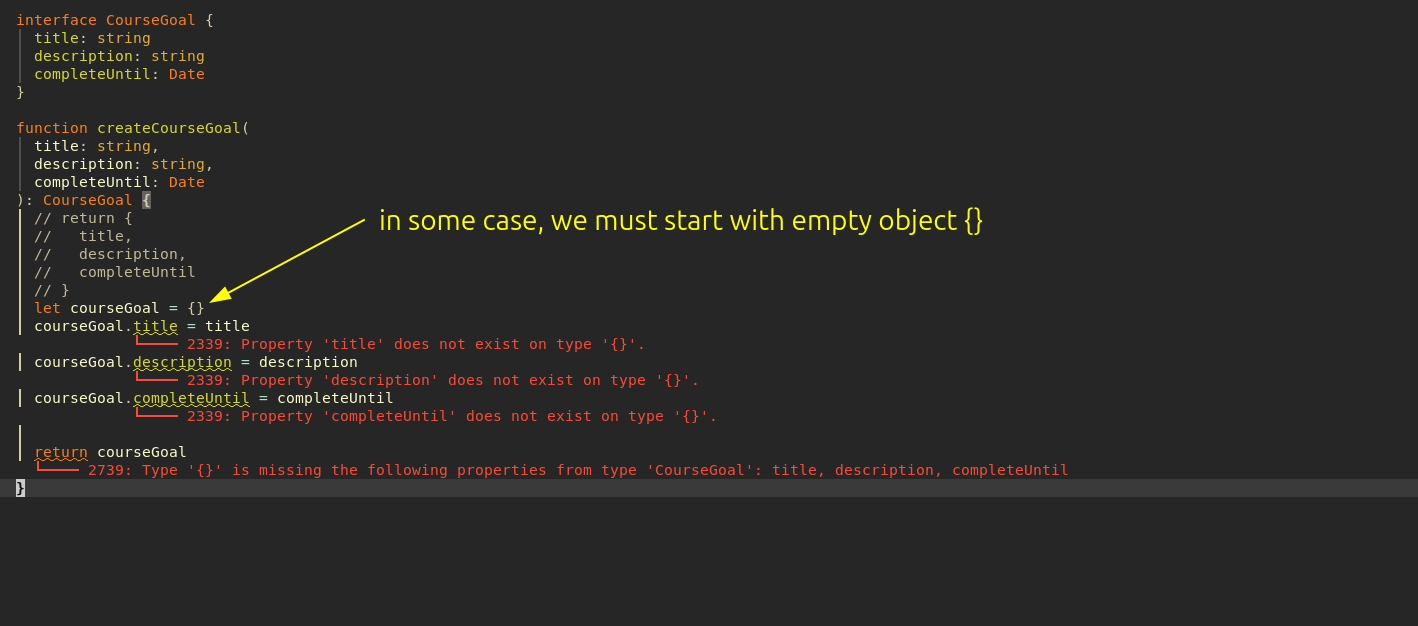 interface CourseGoal {
  title: string
  description: string
  completeUntil: Date
}
function createCourseGoal(
  title: string,
  description: string,
  completeUntil: Date
): CourseGoal {
  // return {
in some case, we must start with empty object {}
  //   title,
  //   description,
  //   completeUntil
  // }
  let courseGoal = {}
  courseGoal.title = title
2339: Property 'title' does not exist on type '{}'.
  courseGoal.description = description
2339: Property 'description' does not exist on type '{}'.
  courseGoal.completeUntil = completeUntil
2339: Property 'completeUntil' does not exist on type '{}'.
  return courseGoal
2739: Type '{}' is missing the following properties from type 'CourseGoal': title, description, completeUntil
}